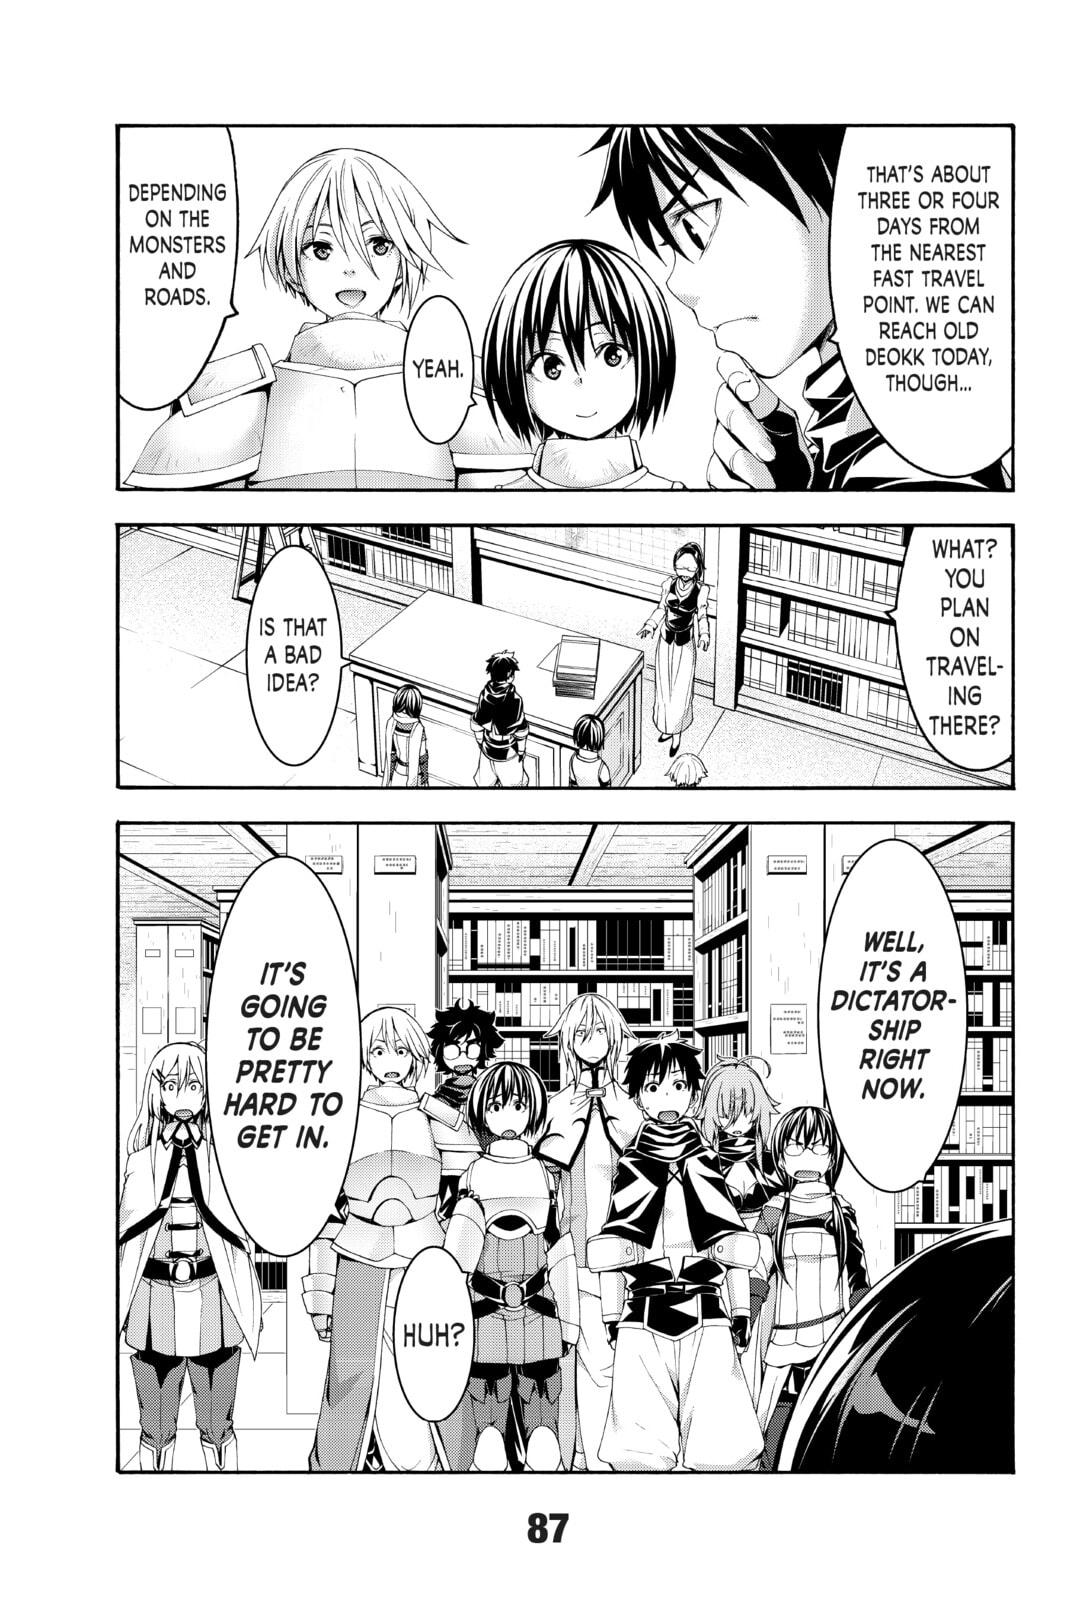 THAT'S ABOUT
THREE OR FOUR
DAYS FROM
THE NEAREST
FAST TRAVEL
POINT. WE CAN
REACH OLD
DEOKK TODAY,
THOUGH...
YEAH.
DEPENDING
ON THE
MONSTERS
AND
ROADS.
WHAT?
YOU
PLAN
ON
TRAVEL-
ING
THERE?
IS THAT
A BAD
IDEA?
WELL,
IT'S A
DICTATOR-
SHIP
RIGHT
NOW.
IT'S
GOING
TO BE
PRETTY
HARD TO
GET IN.
HUH?
87